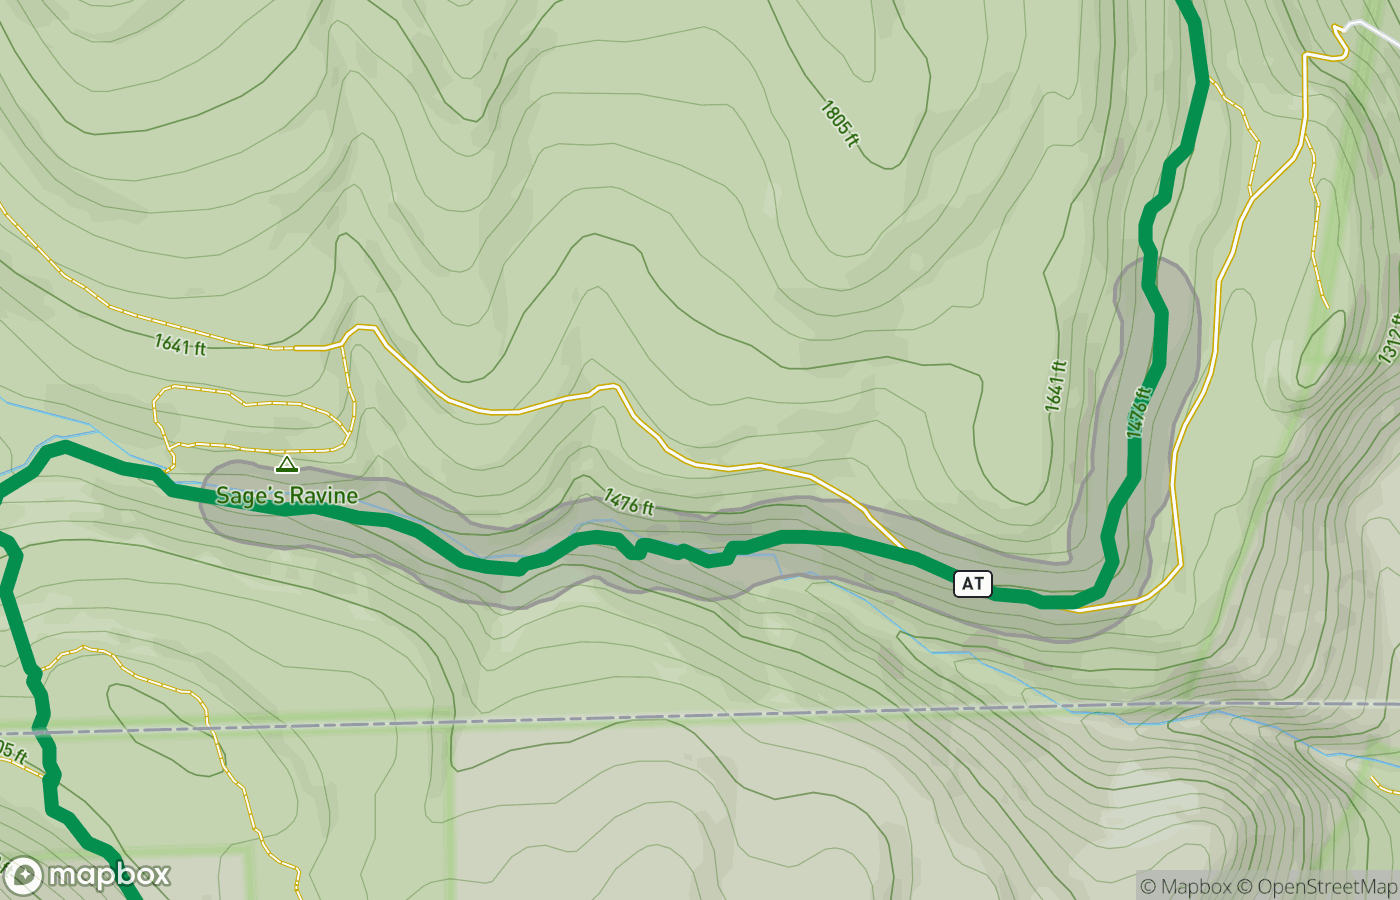 1805 ft
1641 ft
1312 ft
1641 ft
1476 ft
Sage's Ravine
1476 ft
AT
mapbox
© Mapbox © OpenStreetMap